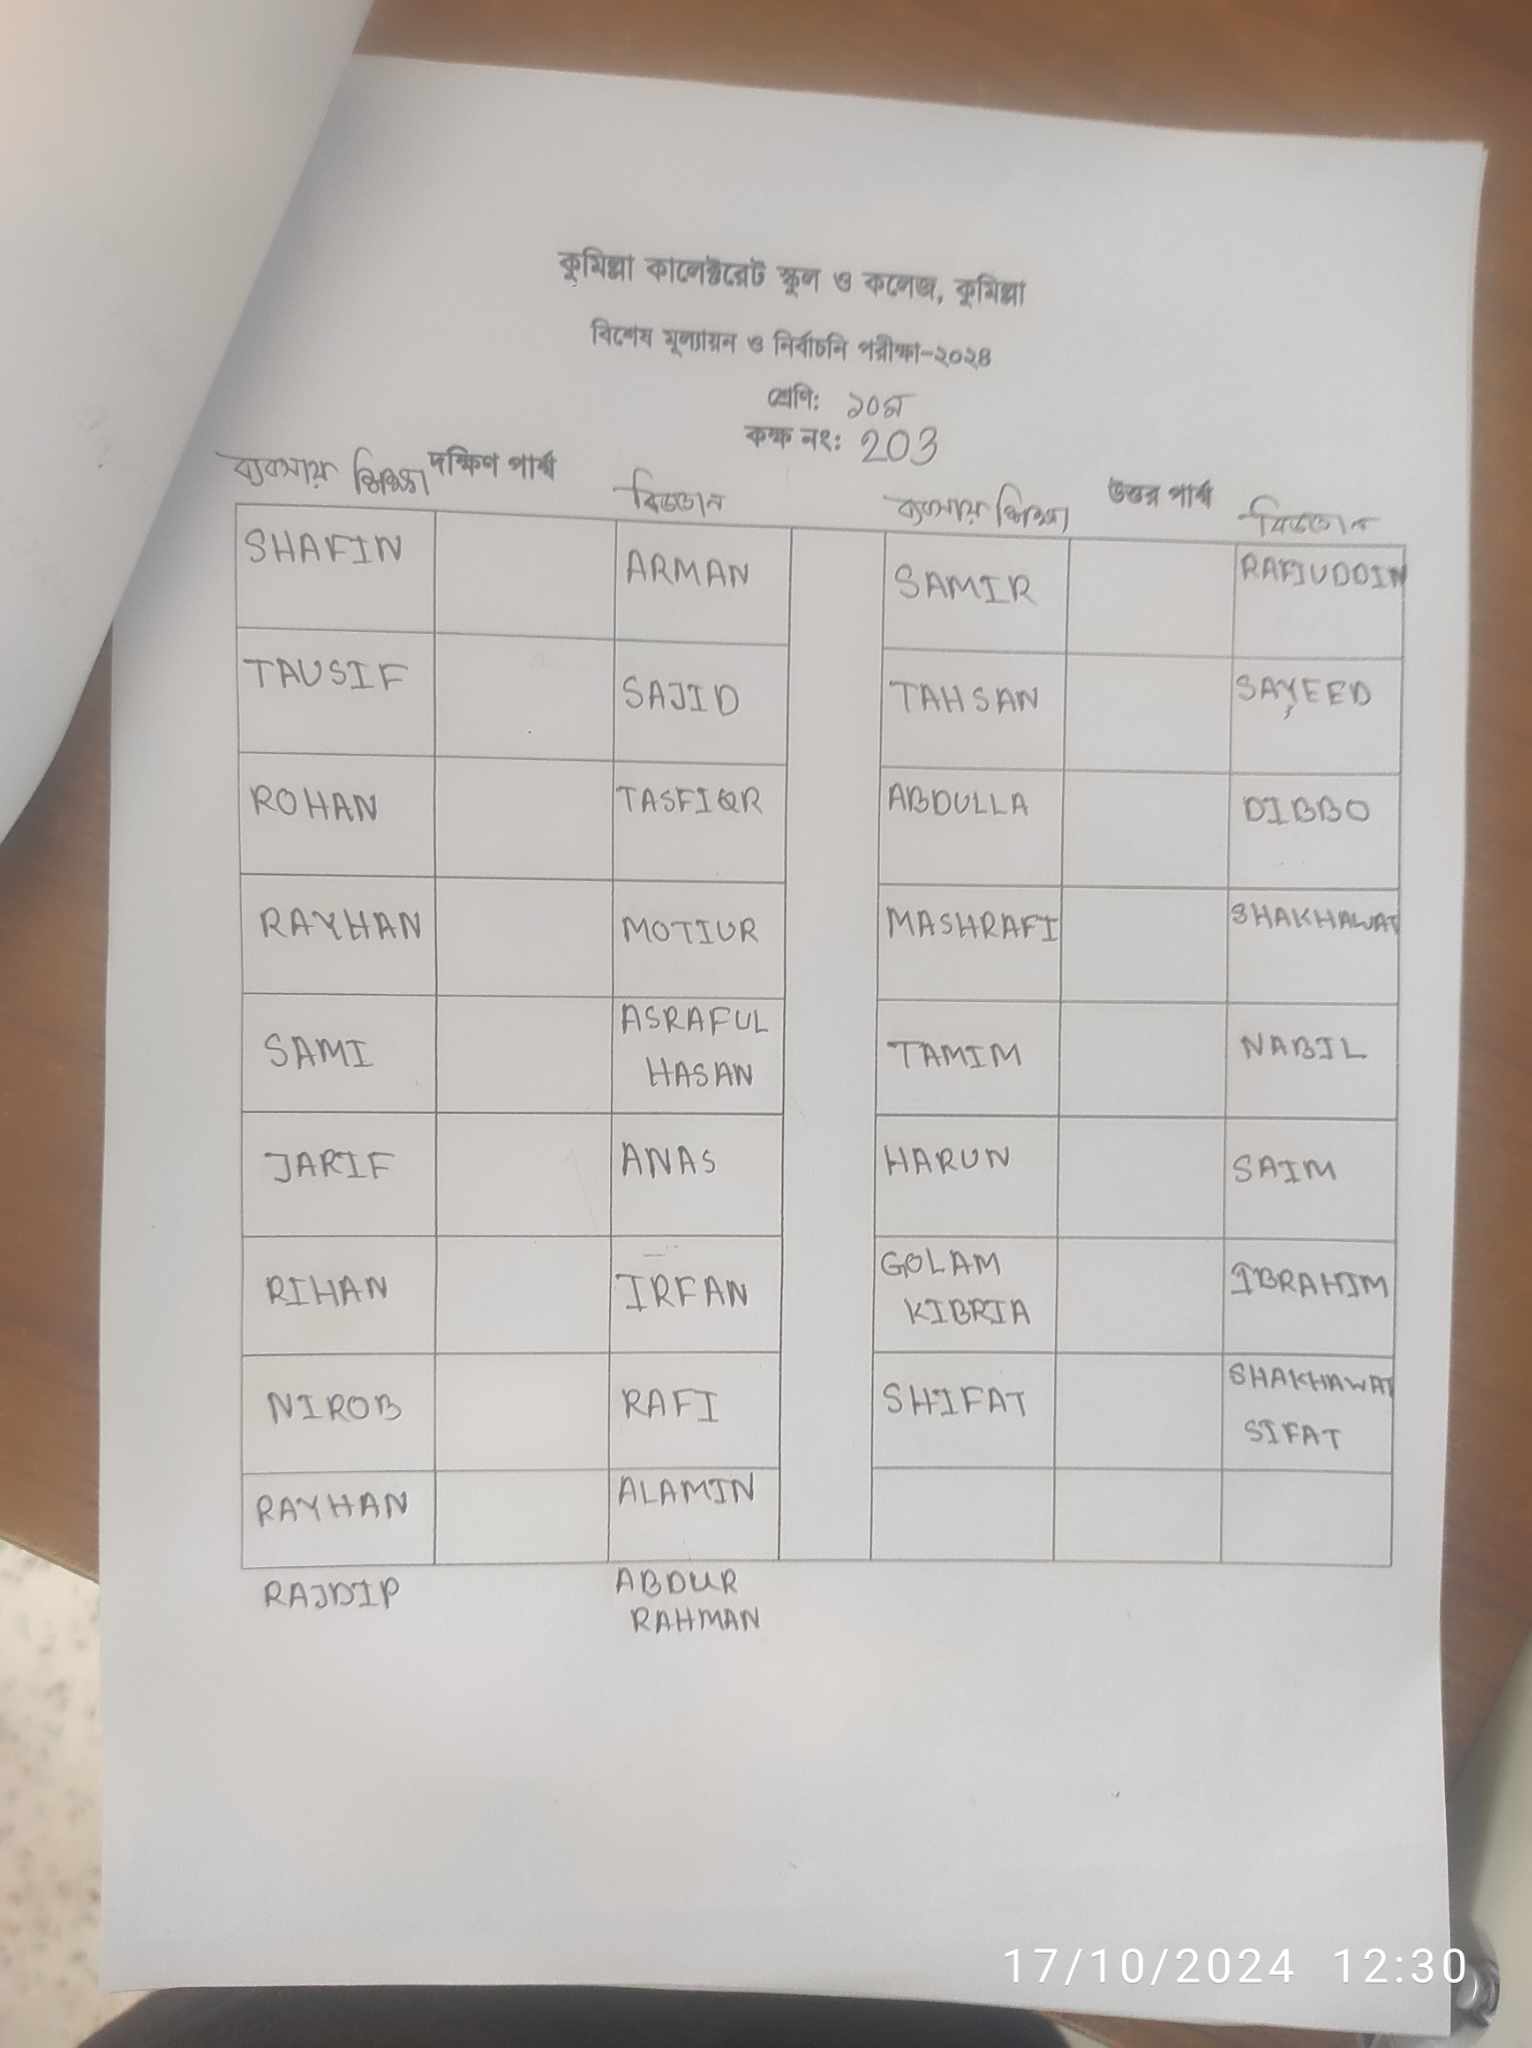 কুমিল্লা কালেক্টরেট স্কুল ও কলেজ, কুমিল্লা
বিশেষ মূল্যায়ন ও নির্বাচনি পরীক্ষা-২০২৪
শ্রেণি: ১০ম
কক্ষ নং: 203
দক্ষিণ পার্শ্ব উত্তর পার্শ্ব
ব্যবসায় শিক্ষা বিজ্ঞান ব্যবসায় শিক্ষা বিজ্ঞান
SHAFIN ARMAN SAMIR RAFIUDDIN
TAUSIF SAJID TAHSAN SAYEED
ROHAN TASFIQR ABDULLA DIBBO
RAYHAN MOTIUR MASHRAFI SHAKHAWAT
SAMI ASRAFUL HASAN TAMIM NABIL
JARIF ANAS HARUN SAIM
RIHAN IRFAN GOLAM KIBRIA IBRAHIM
NIROB RAFI SHIFAT SHAKHAWAT SIFAT
RAYHAN ALAMIN
RAJDIP ABDUR RAHMAN
17/10/2024 12:30